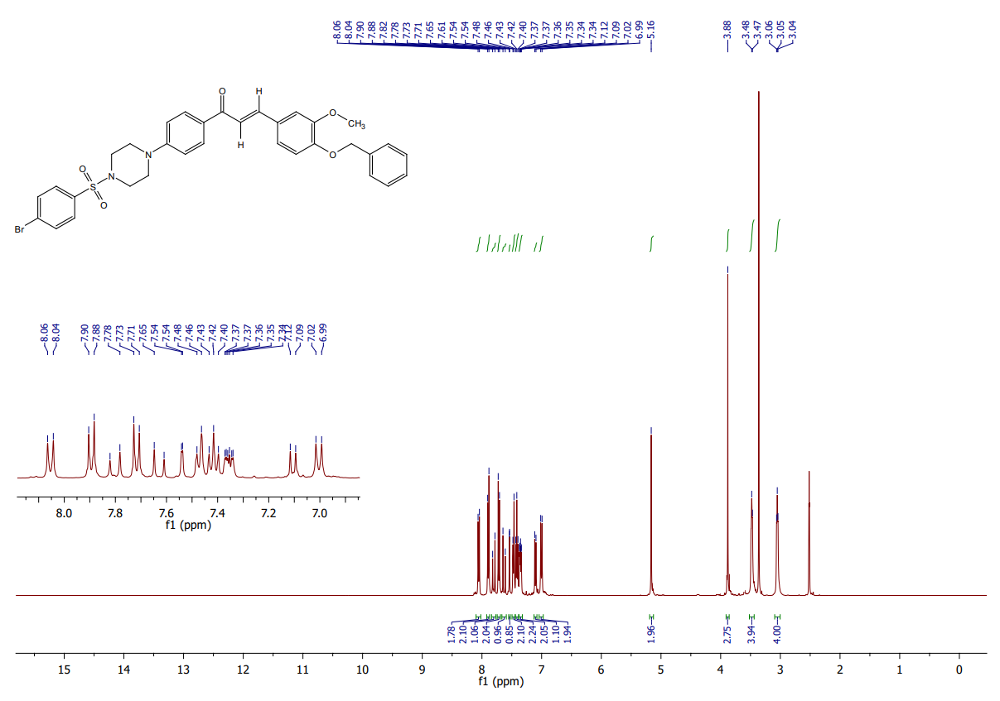 8.06 8.04 7.90 7.88 7.82 7.78 7.73 7.71 7.65 7.61 7.54 7.54 7.48 7.46 7.43 7.42 7.40 7.37 7.37 7.36 7.35 7.34 7.34 7.12 7.09 7.02 6.99 5.16 3.88 3.48 3.47 3.06 3.05 3.04
O H
O CH3
H
O
N
O N
S
O
Br
8.06 8.04 7.90 7.88 7.78 7.73 7.71 7.65 7.54 7.54 7.48 7.46 7.43 7.42 7.40 7.37 7.37 7.36 7.35 7.34 7.12 7.09 7.02 6.99
8.0 7.8 7.6 7.4 7.2 7.0
f1 (ppm)
1.78 2.10 1.06 2.04 0.96 0.85 2.10 2.24 2.05 1.10 1.94 1.96 2.75 3.94 4.00
15 14 13 12 11 10 9 8 7 6 5 4 3 2 1 0
f1 (ppm)